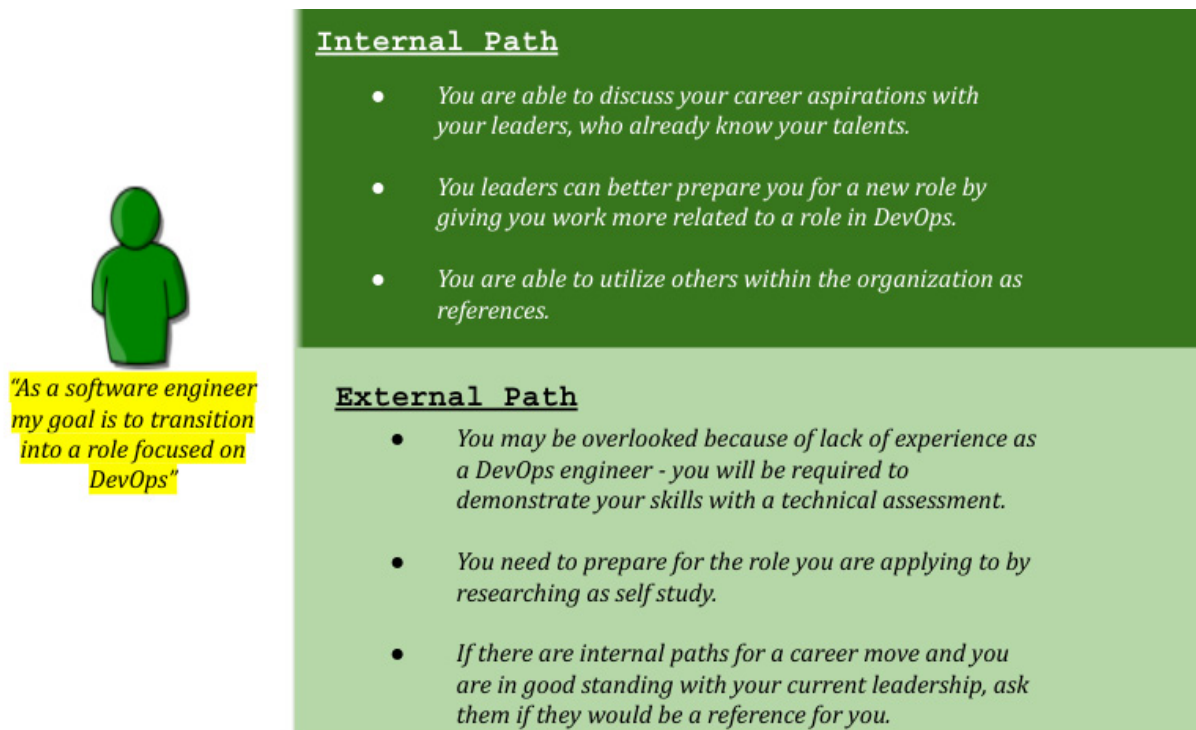 Internal Path
● You are able to discuss your career aspirations with
your leaders, who already know your talents.
● You leaders can better prepare you for a new role by
giving you work more related to a role in DevOps.
● You are able to utilize others within the organization as
references.
"As a software engineer
my goal is to transition
into a role focused on
DevOps"
External Path
● You may be overlooked because of lack of experience as
a DevOps engineer - you will be required to
demonstrate your skills with a technical assessment.
● You need to prepare for the role you are applying to by
researching as self study.
● If there are internal paths for a career move and you
are in good standing with your current leadership, ask
them if they would be a reference for you.